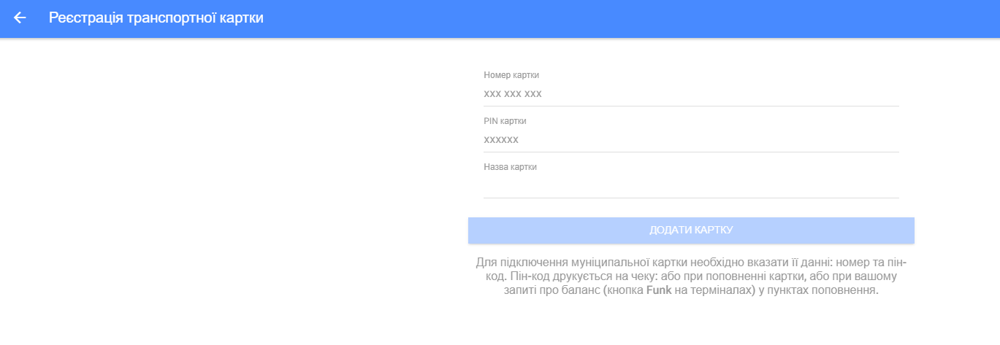 Реєстрація транспортної картки
Номер картки
xxx xxx xxx
PIN картки
xxxxxx
Назва картки
ДОДАТИ КАРТКУ
Для підключення муніципальної картки необхідно вказати її данні: номер та пін-
код. Пін-код друкується на чеку: або при поповненні картки, або при вашому
запиті про баланс (кнопка Funk на терміналах) у пунктах поповнення.